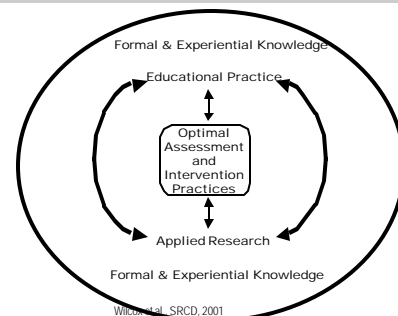 Formal & Experiential Knowledge
Educational Practice
Optimal
Assessment
and
Intervention
Practices
Applied Research
Formal & Experiential Knowledge
Wilcox et al., SRCD, 2001